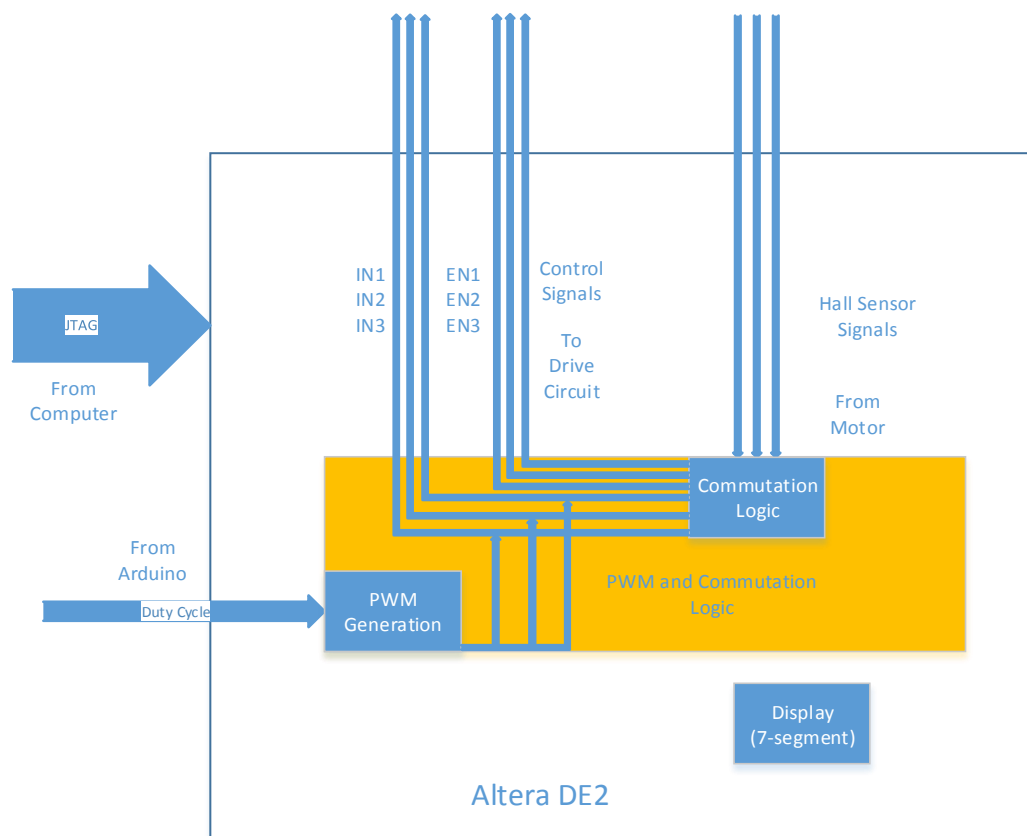 IN1
IN2
IN3
EN1
EN2
EN3
Control
Signals
To
Drive
Circuit
Hall Sensor
Signals
From
Motor
JTAG
From
Computer
Commutation
Logic
From
Arduino
Duty Cycle
PWM
Generation
PWM and Commutation
Logic
Display
(7-segment)
Altera DE2